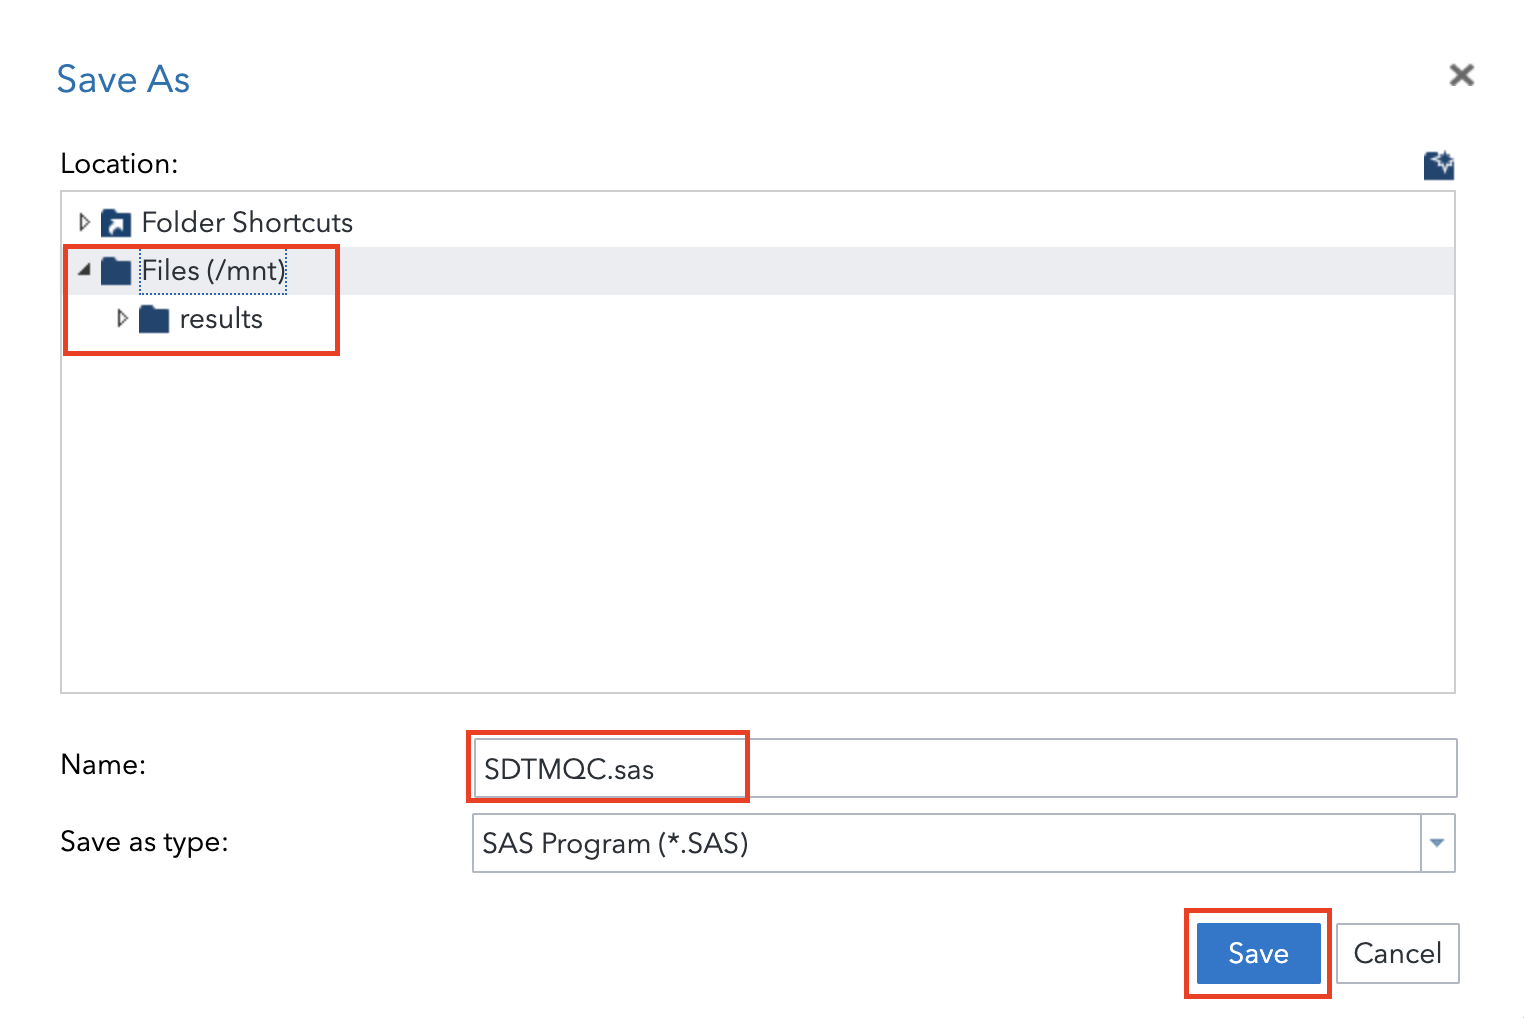 Save As
Location:
Folder Shortcuts
Files (/mnt)
results
Name:
SDTMQC.sas
Save as type:
SAS Program (*.SAS)
Save
Cancel